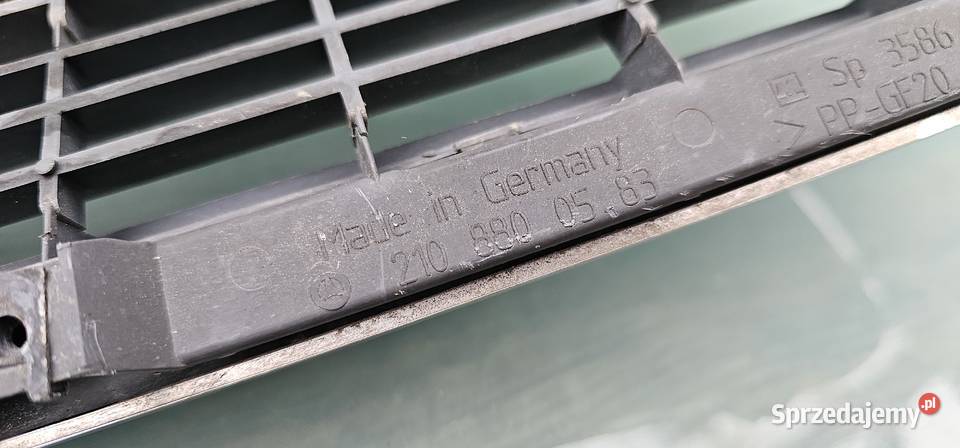 Made in Germany
210 880 05 83
Sp 3586
>PP-GF20
Sprzedajemy.pl